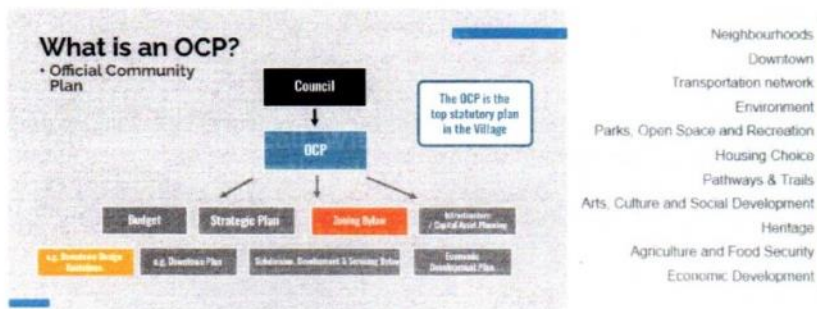 What is an OCP?
• Official Community
Plan
Council
The OCP is the
top statutory plan
in the Village
OCP
Budget
Strategic Plan
Zoning Bylaw
Infrastructure
/ Capital Asset Planning
e.g. Downtown Design
Guidelines
e.g. Downtown Plan
Subdivision, Development & Servicing Bylaw
Economic
Development Plan
Neighbourhoods
Downtown
Transportation network
Environment
Parks, Open Space and Recreation
Housing Choice
Pathways & Trails
Arts, Culture and Social Development
Heritage
Agriculture and Food Security
Economic Development